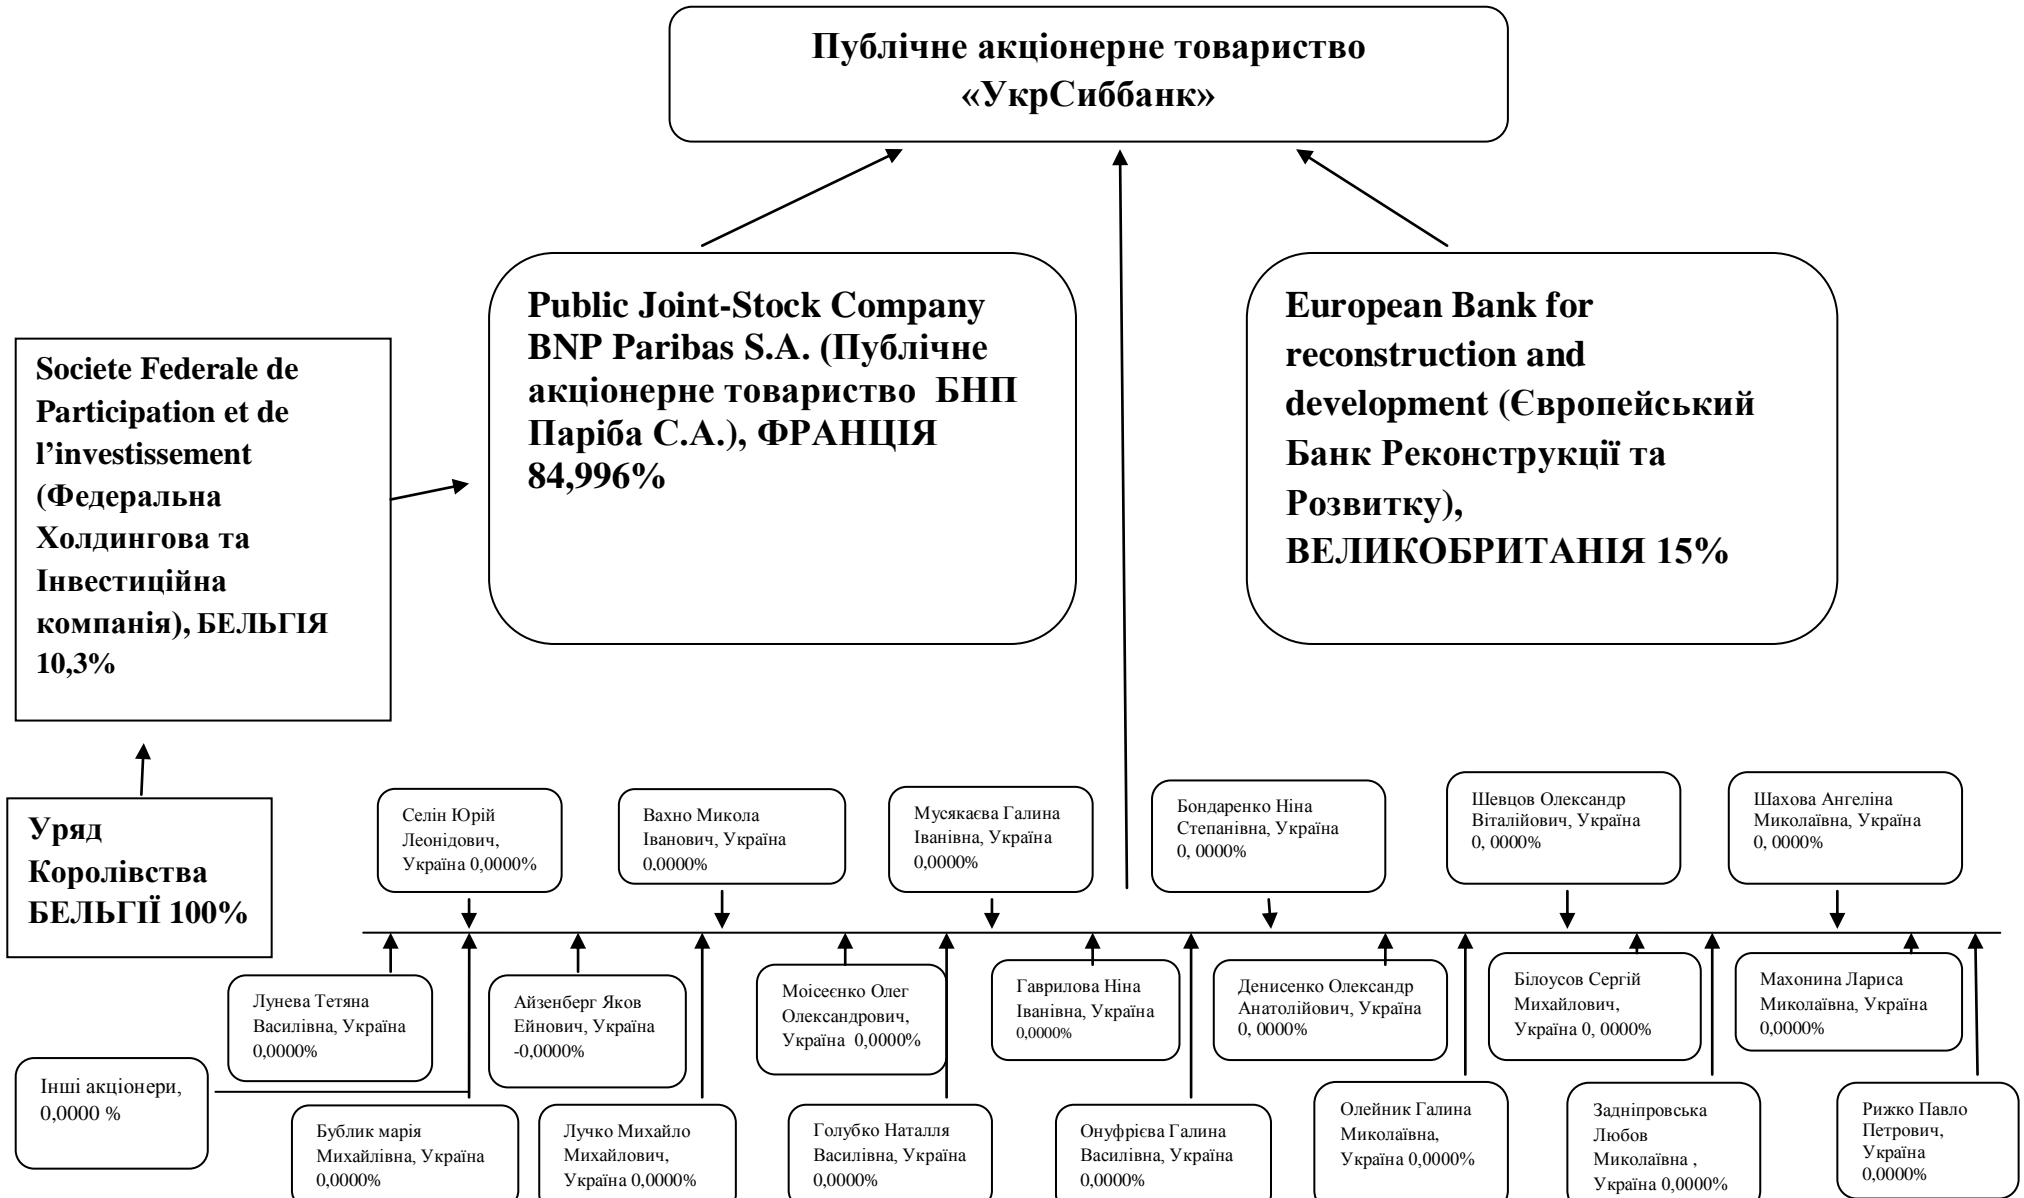 Публічне акціонерне товариство
«УкрСиббанк»
Public Joint-Stock Company
BNP Paribas S.A. (Публічне
акціонерне товариство БНП
Паріба С.А.), ФРАНЦІЯ
84,996%
European Bank for
reconstruction and
development (Європейський
Банк Реконструкції та
Розвитку),
ВЕЛИКОБРИТАНІЯ 15%
Societe Federale de
Participation et de
l’investissement
(Федеральна
Холдингова та
Інвестиційна
компанія), БЕЛЬГІЯ
10,3%
Уряд
Королівства
БЕЛЬГІЇ 100%
Селін Юрій
Леонідович,
Україна 0,0000%
Вахно Микола
Іванович, Україна
0,0000%
Мусякаєва Галина
Іванівна, Україна
0,0000%
Бондаренко Ніна
Степанівна, Україна
0, 0000%
Шевцов Олександр
Віталійович, Україна
0, 0000%
Шахова Ангеліна
Миколаївна, Україна
0, 0000%
Лунева Тетяна
Василівна, Україна
0,0000%
Айзенберг Яков
Ейнович, Україна
-0,0000%
Моісеєнко Олег
Олександрович,
Україна 0,0000%
Гаврилова Ніна
Іванівна, Україна
0,0000%
Денисенко Олександр
Анатолійович, Україна
0, 0000%
Білоусов Сергій
Михайлович,
Україна 0, 0000%
Махонина Лариса
Миколаївна, Україна
0,0000%
Інші акціонери,
0,0000 %
Бублик марія
Михайлівна, Україна
0,0000%
Лучко Михайло
Михайлович,
Україна 0,0000%
Голубко Наталля
Василівна, Україна
0,0000%
Онуфрієва Галина
Василівна, Україна
0,0000%
Олейник Галина
Миколаївна,
Україна 0,0000%
Задніпровська
Любов
Миколаївна ,
Україна 0,0000%
Рижко Павло
Петрович,
Україна
0,0000%